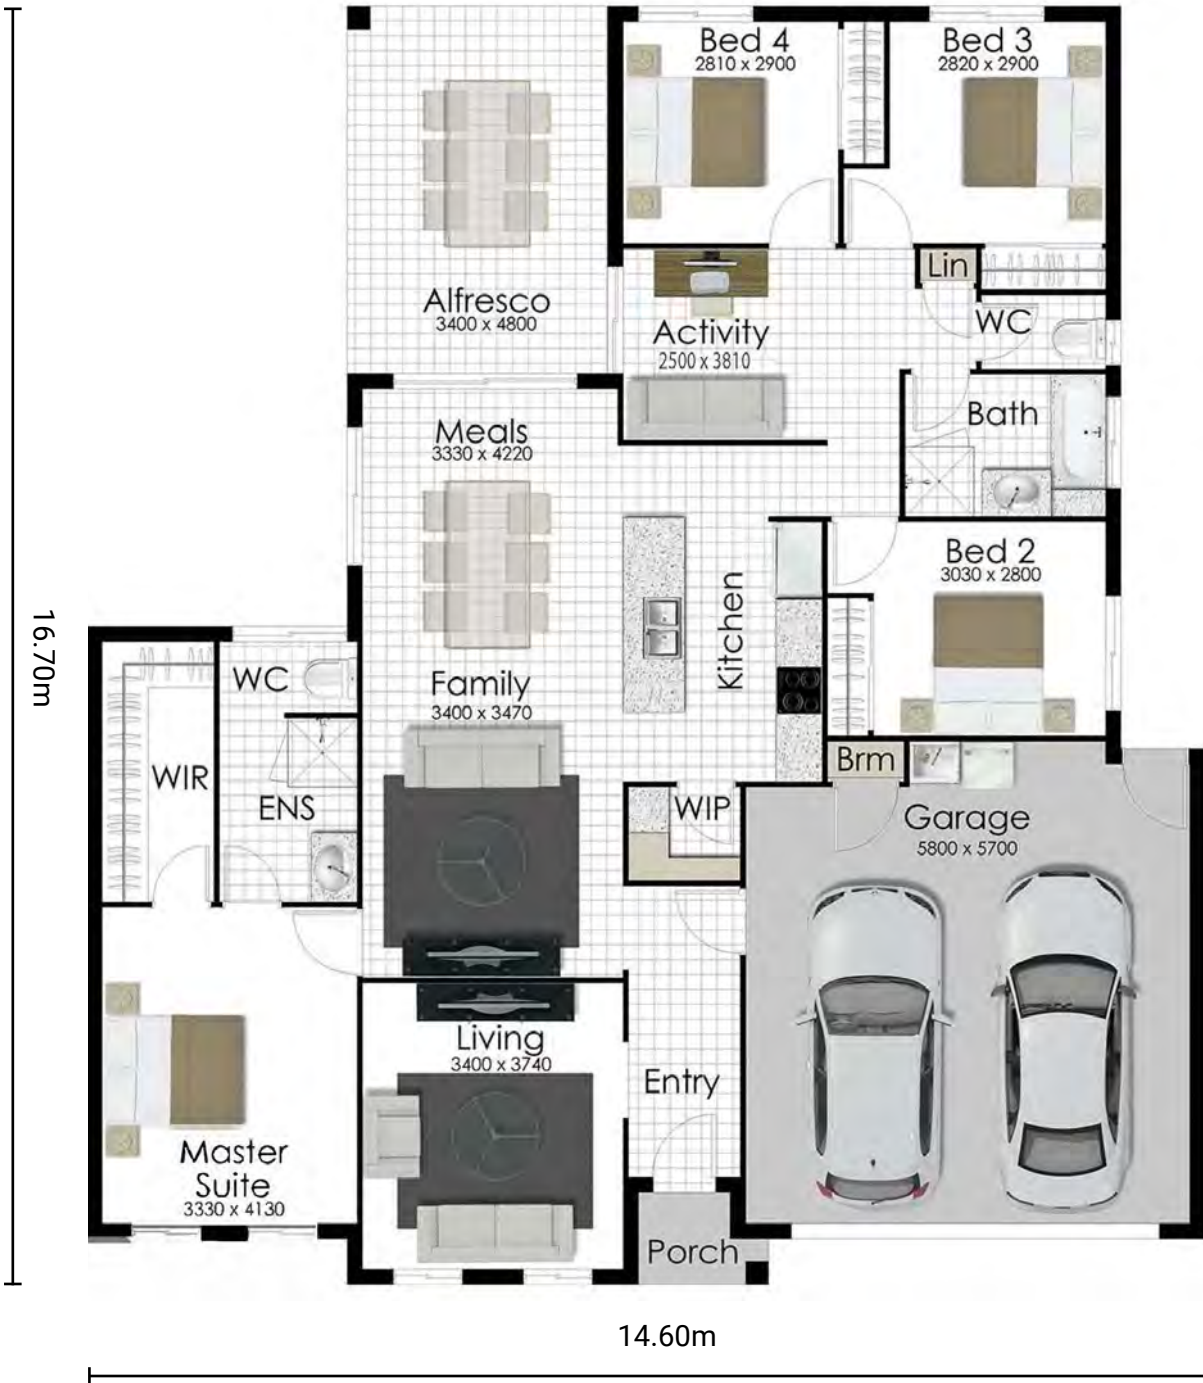 Bed 4
2810 x 2900
Bed 3
2820 x 2900
Alfresco
3400 x 4800
Lin
WC
Activity
2500 x 3810
Bath
Meals
3330 x 4220
Bed 2
3030 x 2800
Kitchen
16.70m
WC
Family
3400 x 3470
WIR
ENS
Brm
WIP
Garage
5800 x 5700
Living
3400 x 3740
Entry
Master
Suite
3330 x 4130
Porch
14.60m